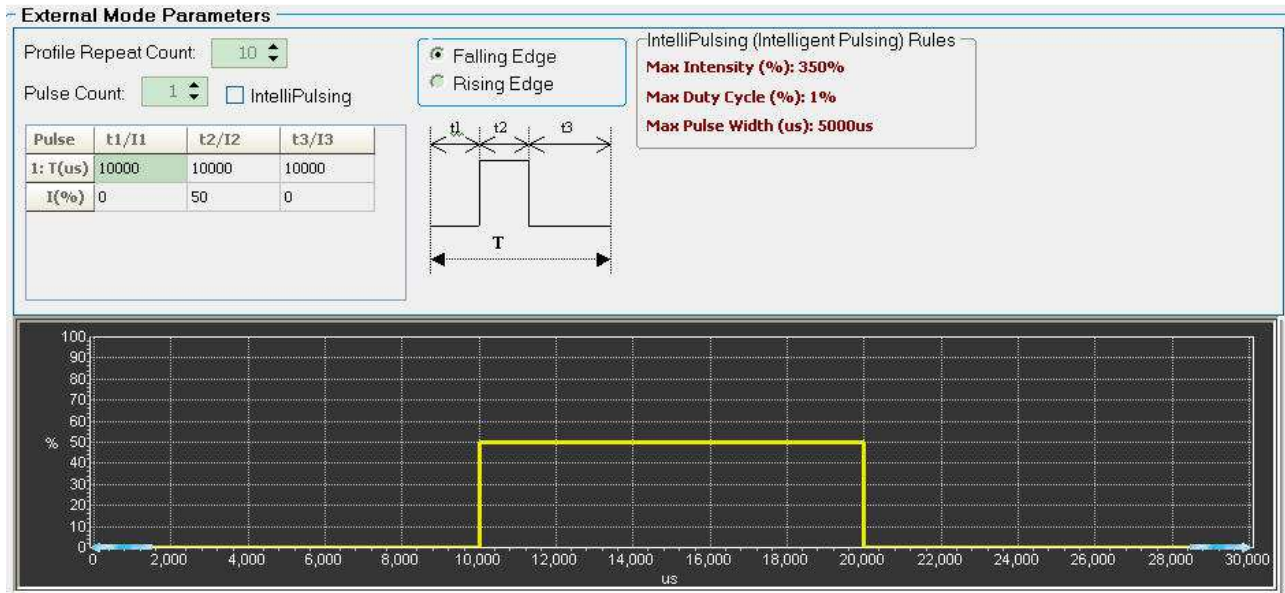 External Mode Parameters
Profile Repeat Count: 10
Pulse Count: 1 IntelliPulsing
Falling Edge
Rising Edge
IntelliPulsing (Intelligent Pulsing) Rules
Max Intensity (%): 350%
Max Duty Cycle (%): 1%
Max Pulse Width (us): 5000us
Pulse t1/I1 t2/I2 t3/I3
1: T(us) 10000 10000 10000
I(%) 0 50 0
t1 t2 t3
T
100
90
80
70
60
% 50
40
30
20
10
0
0 2,000 4,000 6,000 8,000 10,000 12,000 14,000 16,000 18,000 20,000 22,000 24,000 26,000 28,000 30,000
us